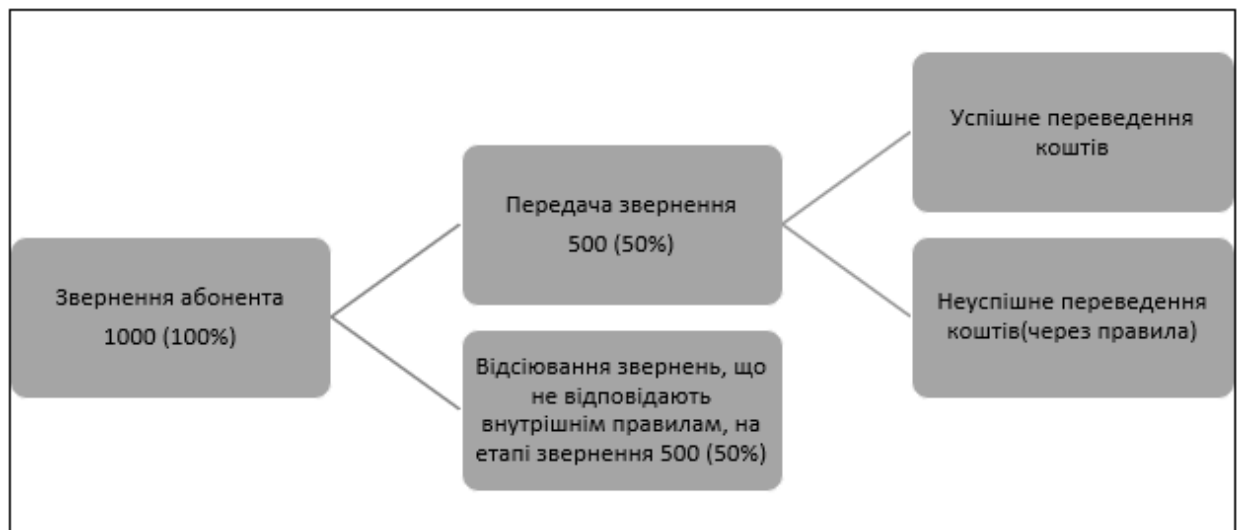 Звернення абонента
1000 (100%)
Передача звернення
500 (50%)
Відсіювання звернень, що
не відповідають
внутрішнім правилам, на
етапі звернення 500 (50%)
Успішне переведення
коштів
Неуспішне переведення
коштів(через правила)